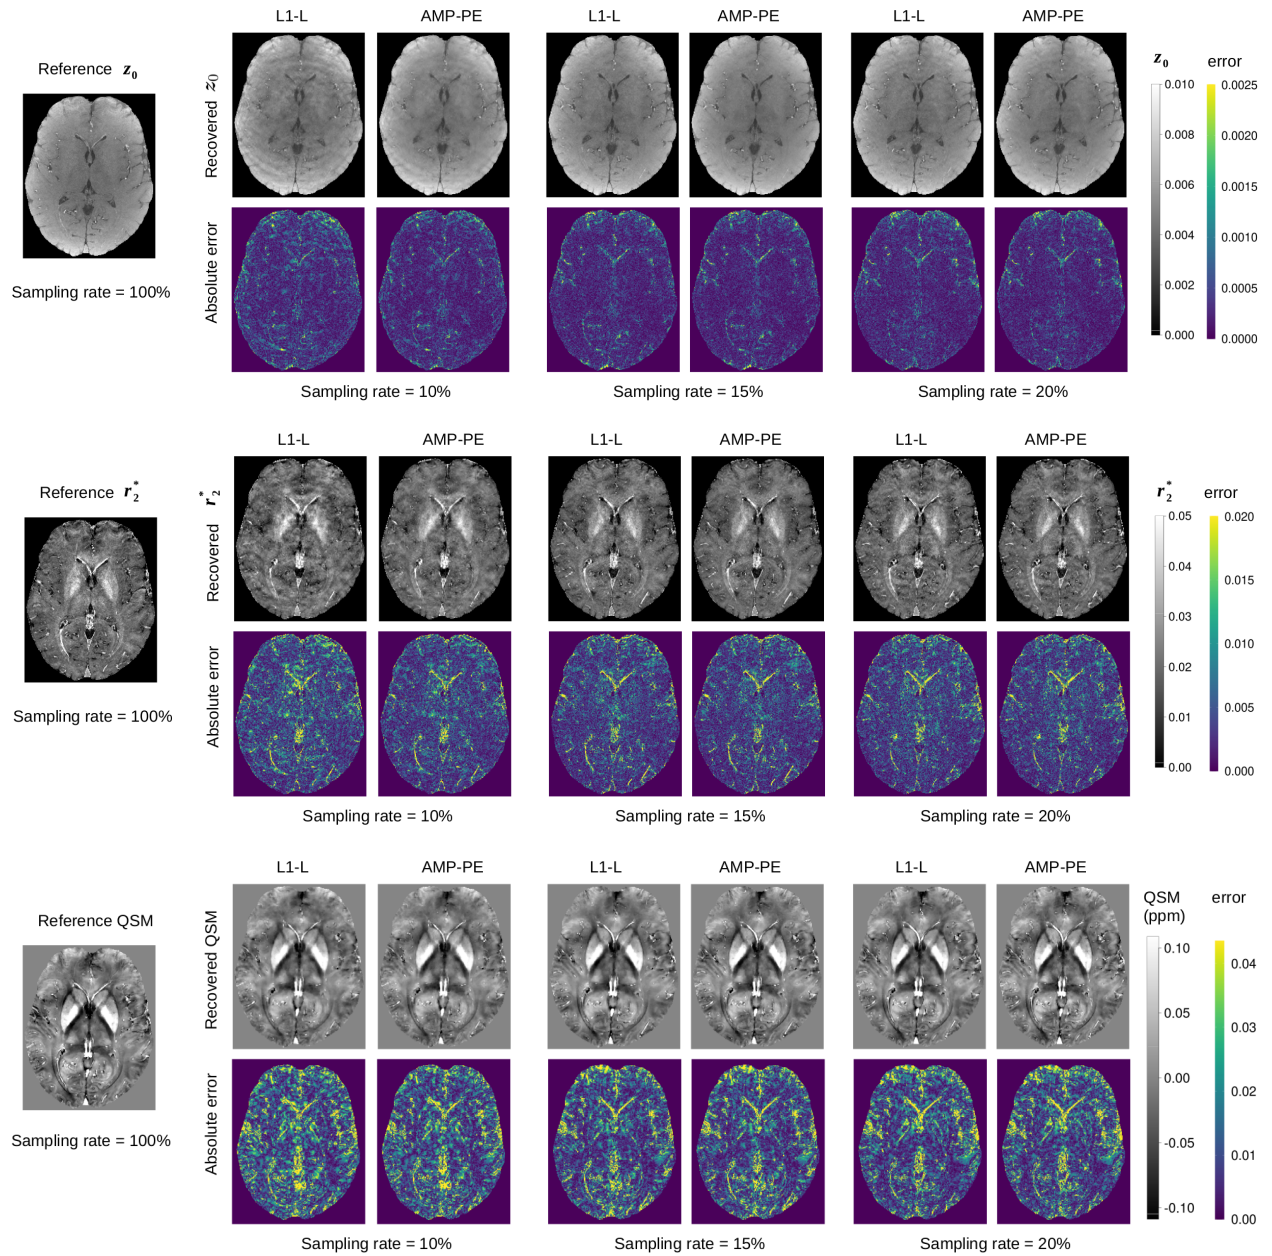 L1-L AMP-PE L1-L AMP-PE L1-L AMP-PE
Reference z₀
Recovered z₀
z₀ error
0.010
0.008
0.006
0.004
0.002
0.000
0.0025
0.0020
0.0015
0.0010
0.0005
0.0000
Absolute error
Sampling rate = 100%
Sampling rate = 10% Sampling rate = 15% Sampling rate = 20%
L1-L AMP-PE L1-L AMP-PE L1-L AMP-PE
Reference r₂*
Recovered r₂*
r₂* error
0.05
0.04
0.03
0.02
0.01
0.00
0.020
0.015
0.010
0.005
0.000
Absolute error
Sampling rate = 100%
Sampling rate = 10% Sampling rate = 15% Sampling rate = 20%
L1-L AMP-PE L1-L AMP-PE L1-L AMP-PE
Reference QSM
Recovered QSM
QSM error
(ppm)
0.10
0.05
0.00
-0.05
-0.10
0.04
0.03
0.02
0.01
0.00
Absolute error
Sampling rate = 100%
Sampling rate = 10% Sampling rate = 15% Sampling rate = 20%